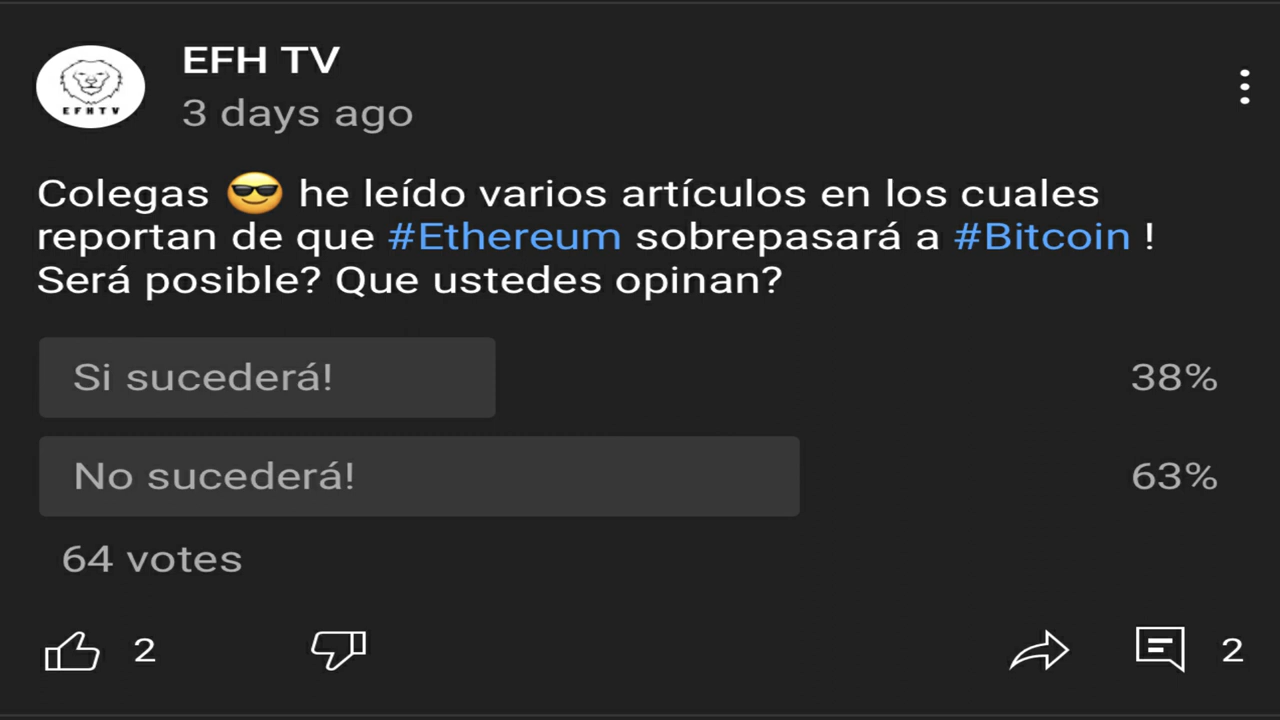 EFH TV
EFHTV
3 days ago
Colegas 😎 he leído varios artículos en los cuales
reportan de que #Ethereum sobrepasará a #Bitcoin !
Será posible? Que ustedes opinan?
Si sucederá! 38%
No sucederá! 63%
64 votes
2 2